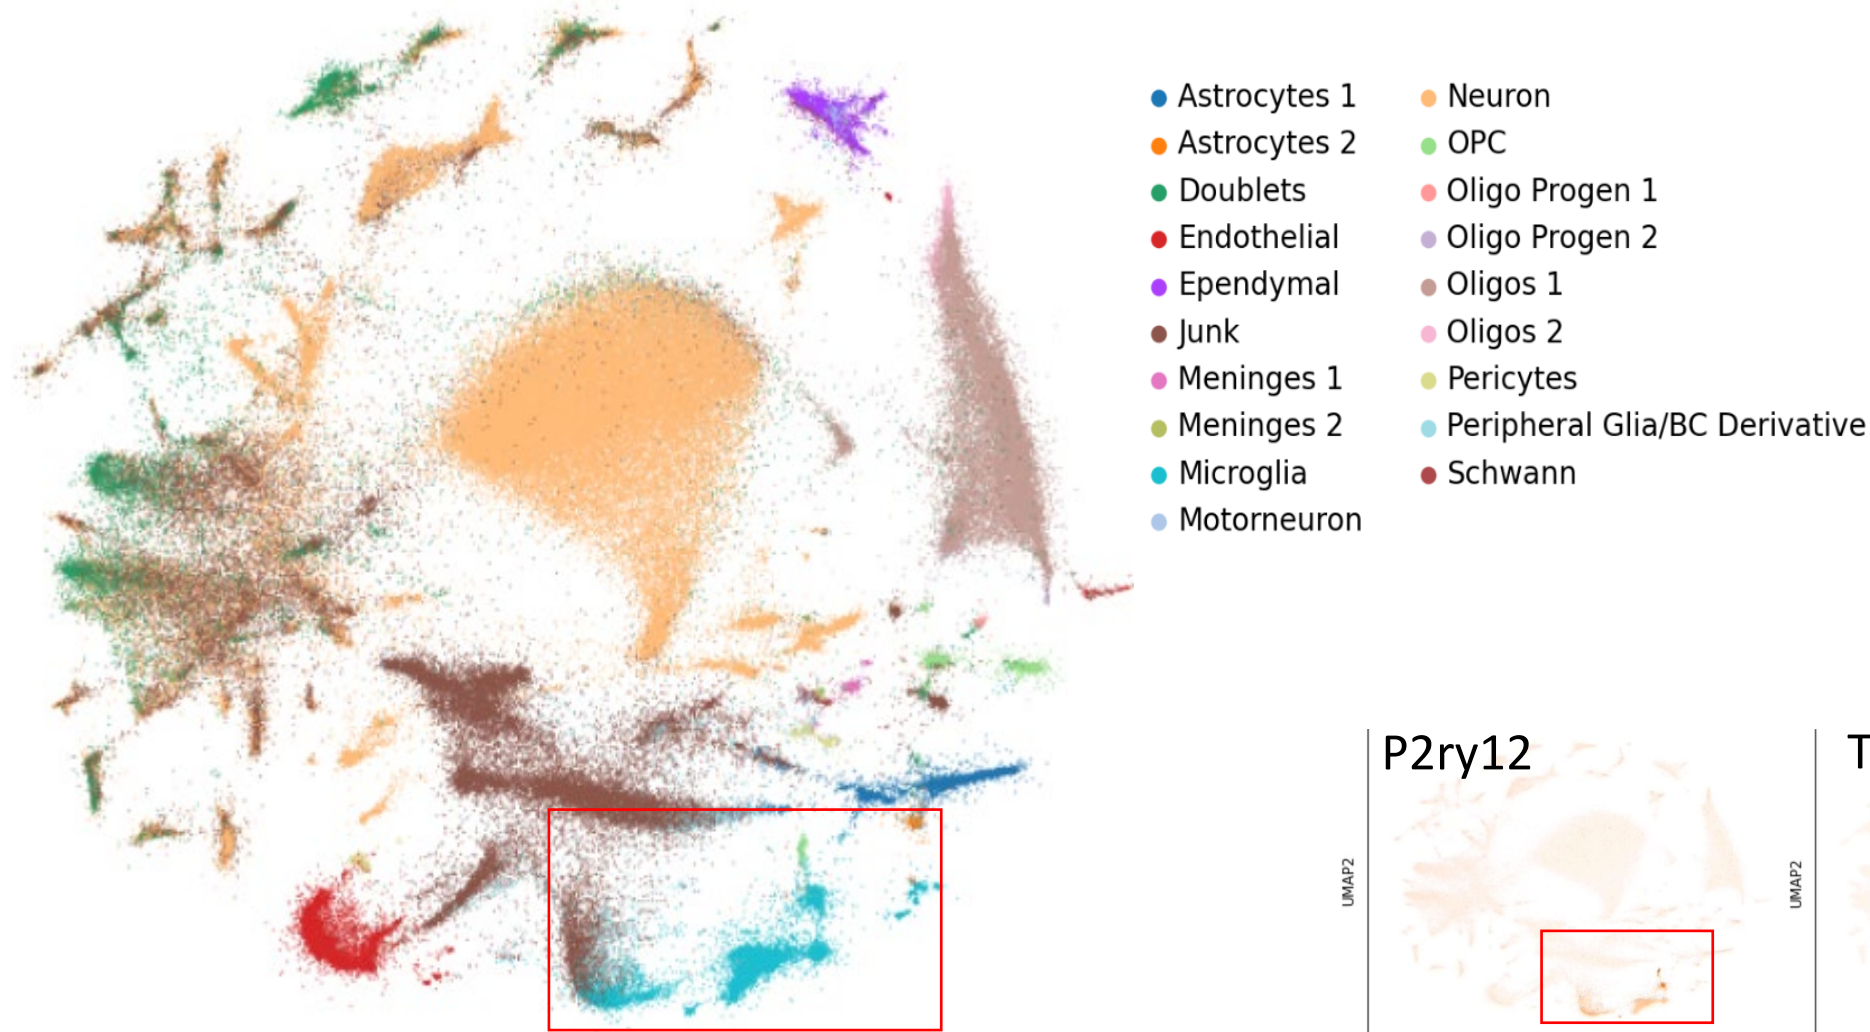 Astrocytes 1
Astrocytes 2
Doublets
Endothelial
Ependymal
Junk
Meninges 1
Meninges 2
Microglia
Motorneuron
Neuron
OPC
Oligo Progen 1
Oligo Progen 2
Oligos 1
Oligos 2
Pericytes
Peripheral Glia/BC Derivative
Schwann
P2ry12
UMAP2
UMAP2
T